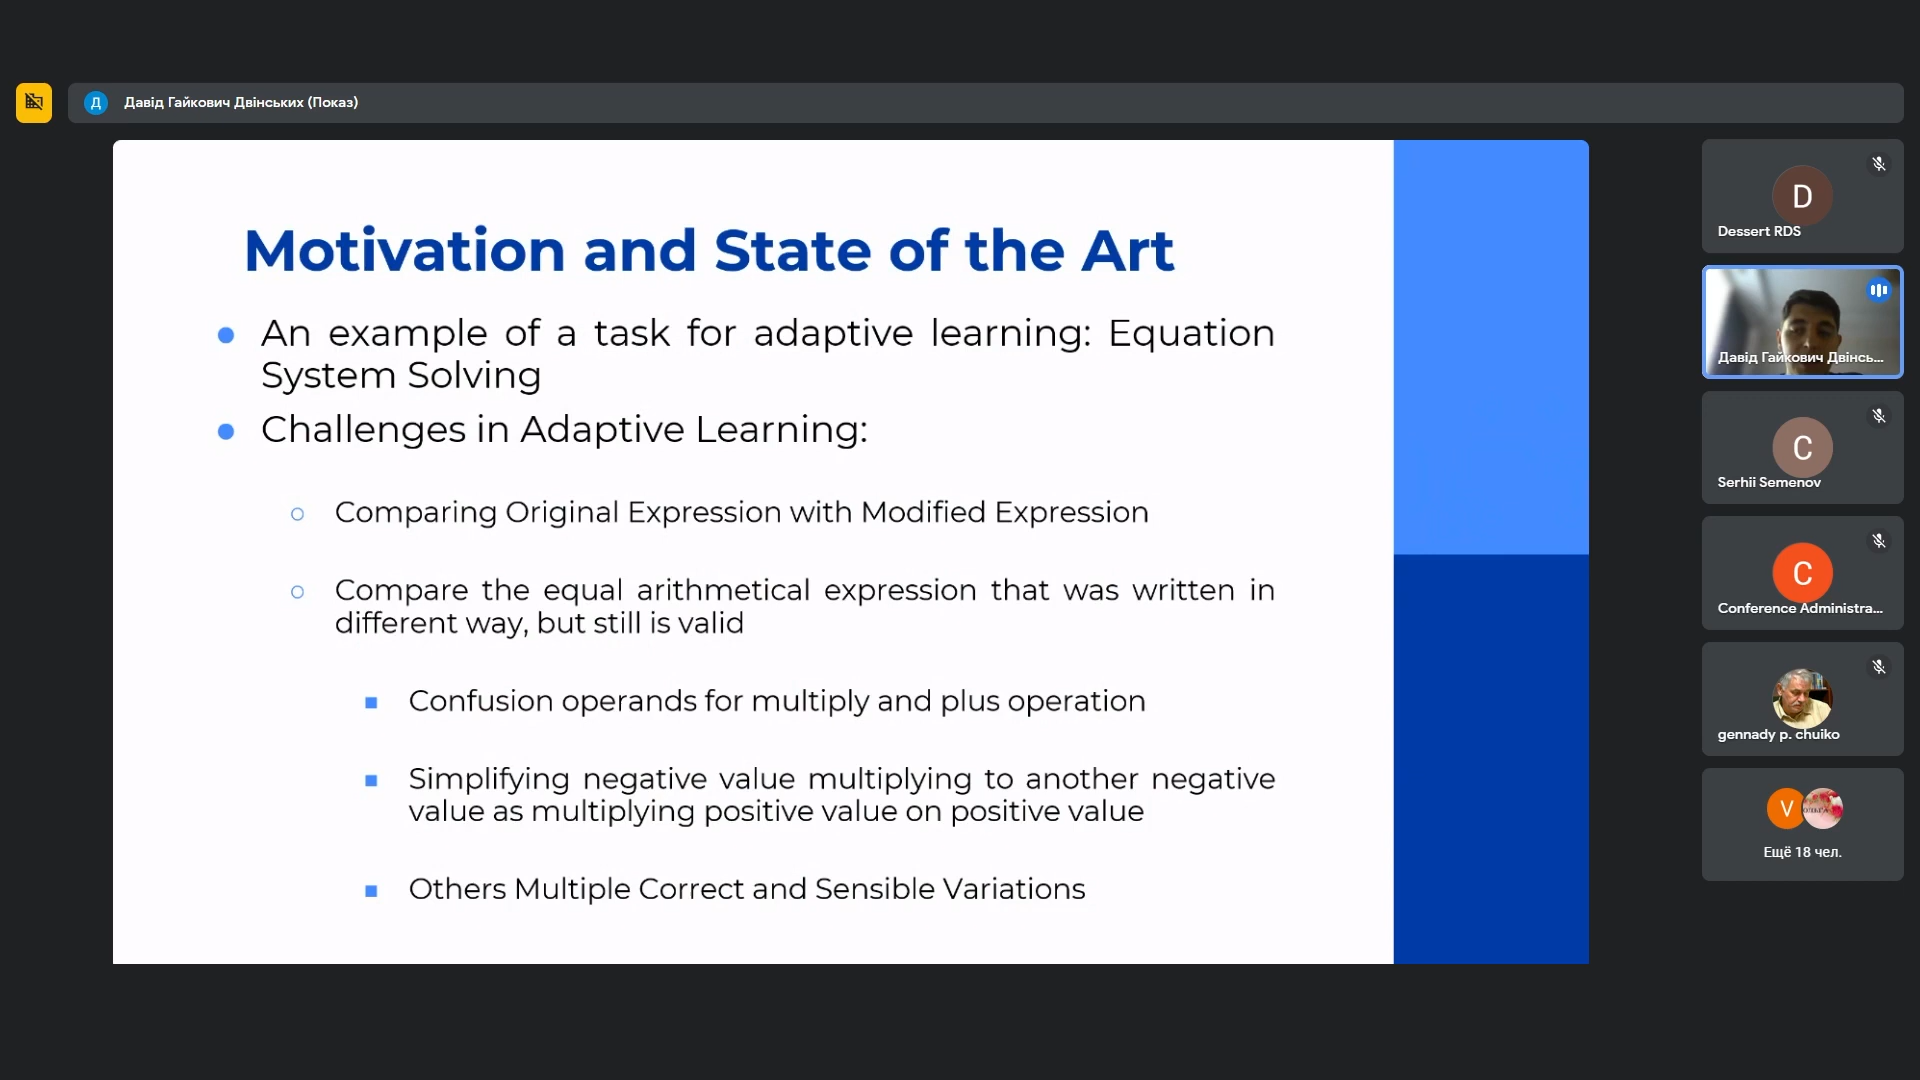 Д Давід Гайкович Двінських (Показ)
Motivation and State of the Art
An example of a task for adaptive learning: Equation
System Solving
Challenges in Adaptive Learning:
Comparing Original Expression with Modified Expression
Compare the equal arithmetical expression that was written in
different way, but still is valid
Confusion operands for multiply and plus operation
Simplifying negative value multiplying to another negative
value as multiplying positive value on positive value
Others Multiple Correct and Sensible Variations
D
Dessert RDS
Давід Гайкович Двінсь...
C
Serhii Semenov
C
Conference Administra...
gennady p. chuiko
V
Ещё 18 чел.